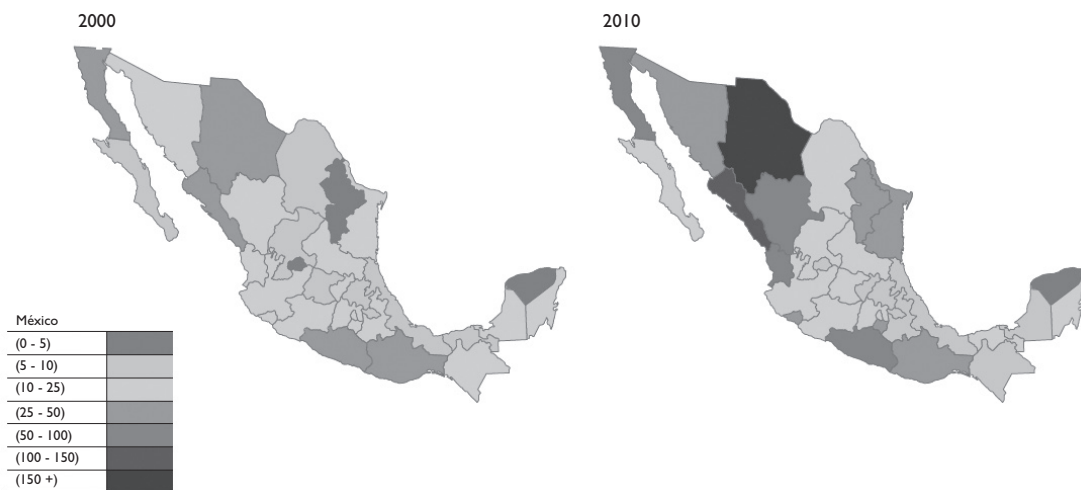 2000
2010
México
(0 - 5)
(5 - 10)
(10 - 25)
(25 - 50)
(50 - 100)
(100 - 150)
(150 +)